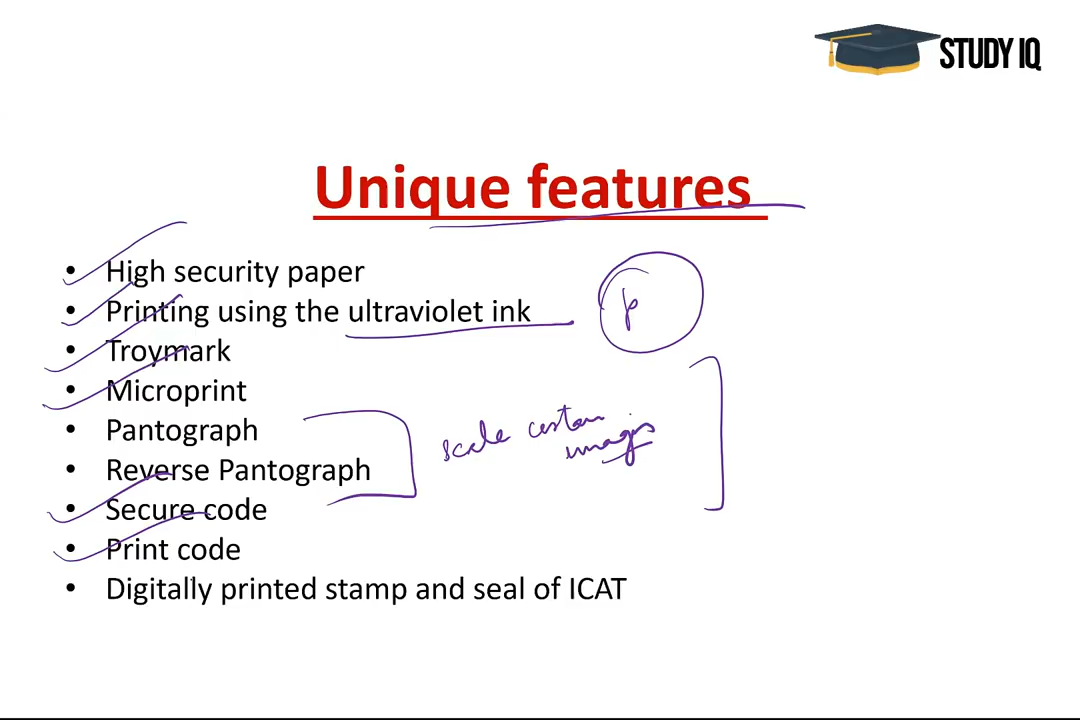 STUDY IQ
Unique features
• High security paper
• Printing using the ultraviolet ink
• Troymark
• Microprint
• Pantograph
• Reverse Pantograph
scale certain
images
• Secure code
• Print code
• Digitally printed stamp and seal of ICAT